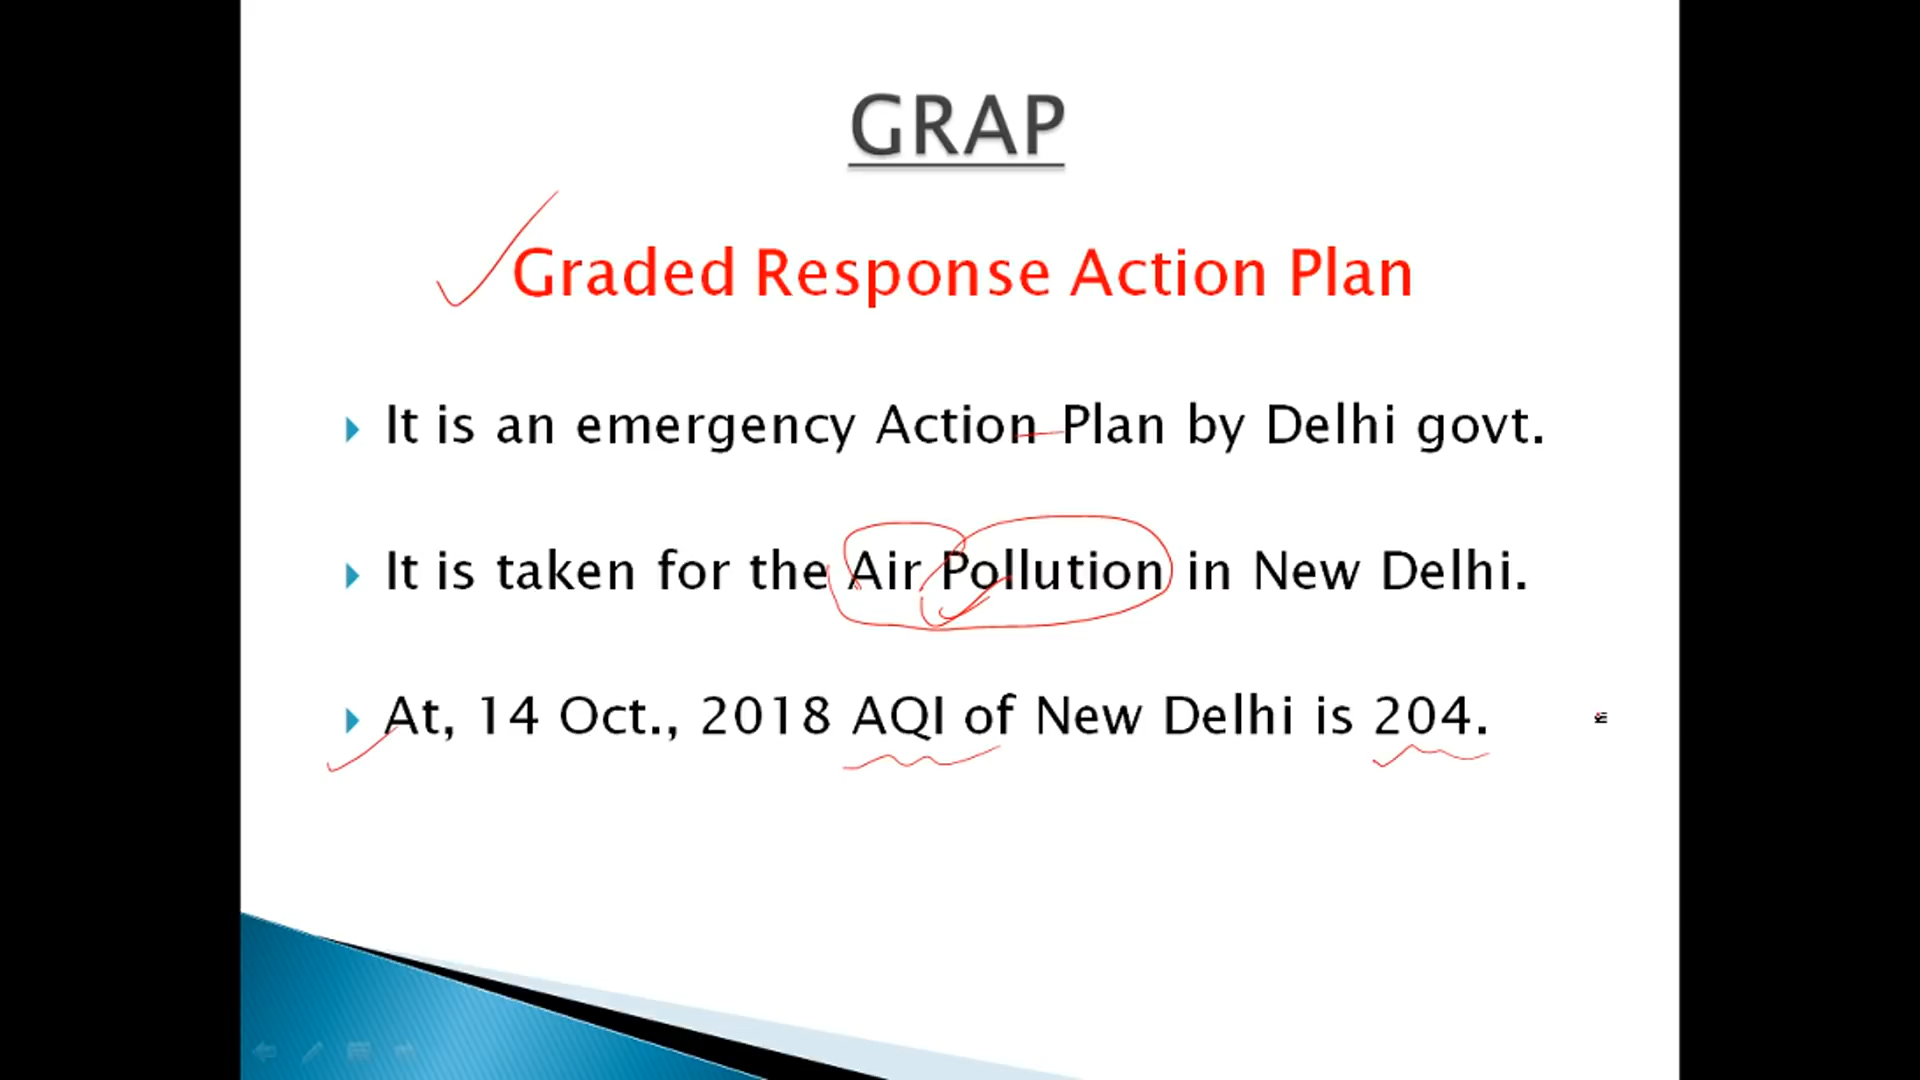 GRAP
Graded Response Action Plan
It is an emergency Action Plan by Delhi govt.
It is taken for the Air Pollution in New Delhi.
At, 14 Oct., 2018 AQI of New Delhi is 204.